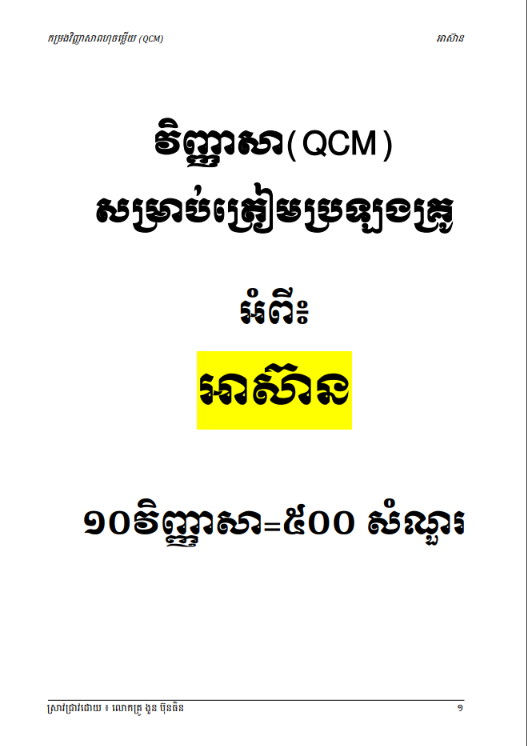 កម្រងវិញ្ញាសាពហុចម្លើយ (QCM) អាស៊ាន
វិញ្ញាសា(QCM)
សម្រាប់ត្រៀមប្រឡងគ្រូ
អំពី៖
អាស៊ាន
១០វិញ្ញាសា=៥០០ សំណួរ
ស្រាវជ្រាវដោយ ៖ លោកគ្រូ ងួន ប៊ុនធិន ១